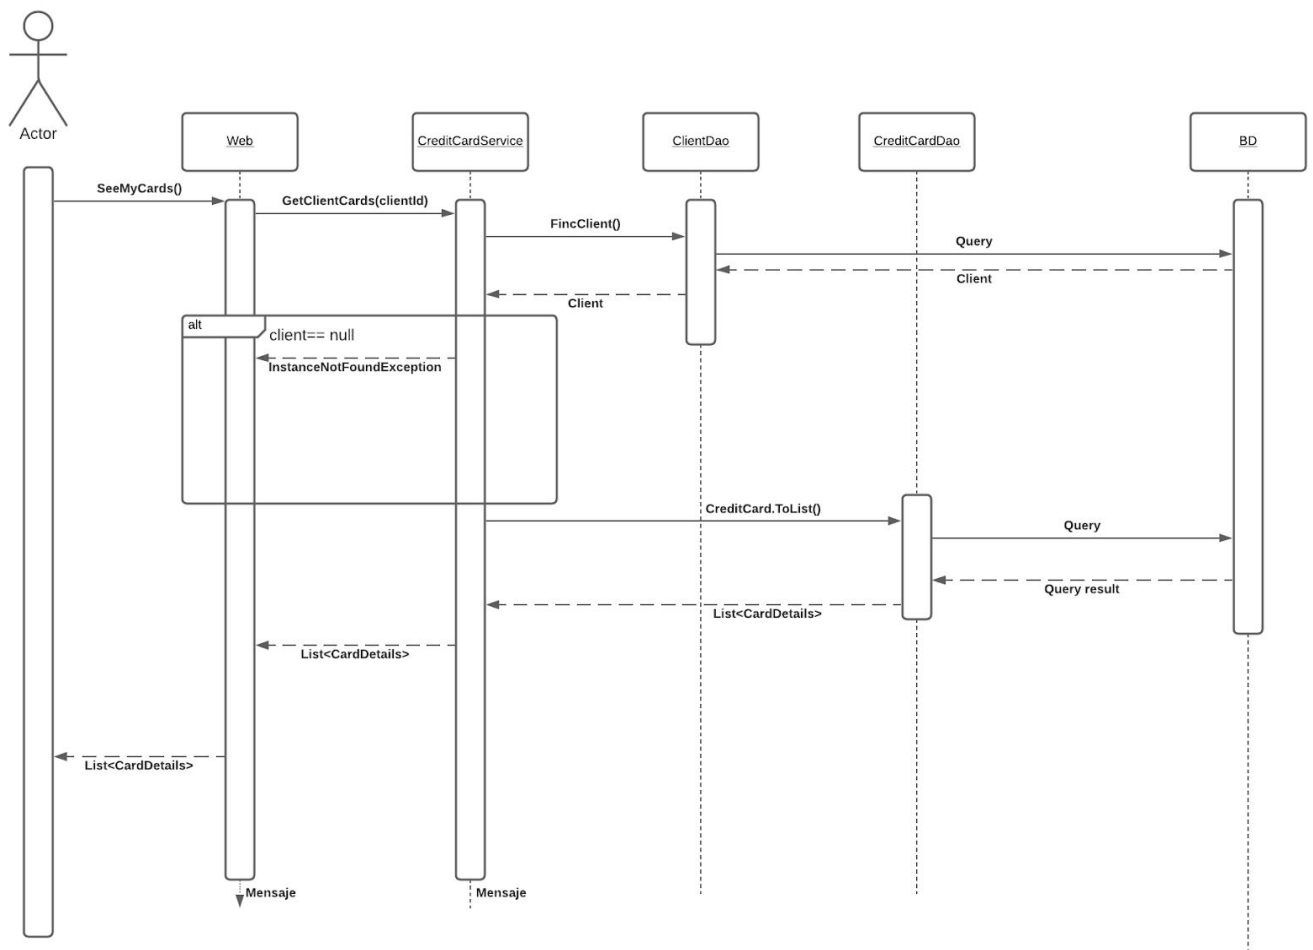 Actor
Web
CreditCardService
ClientDao
CreditCardDao
BD
SeeMyCards()
GetClientCards(clientId)
FincClient()
Query
Client
Client
alt
client== null
InstanceNotFoundException
CreditCard.ToList()
Query
Query result
List<CardDetails>
List<CardDetails>
List<CardDetails>
Mensaje
Mensaje